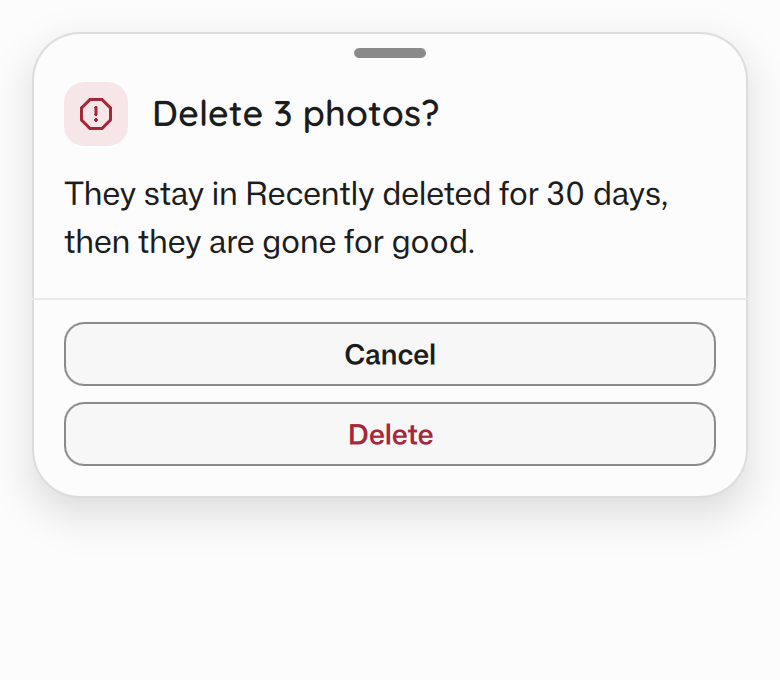 Delete 3 photos?
They stay in Recently deleted for 30 days,
then they are gone for good.
Cancel
Delete